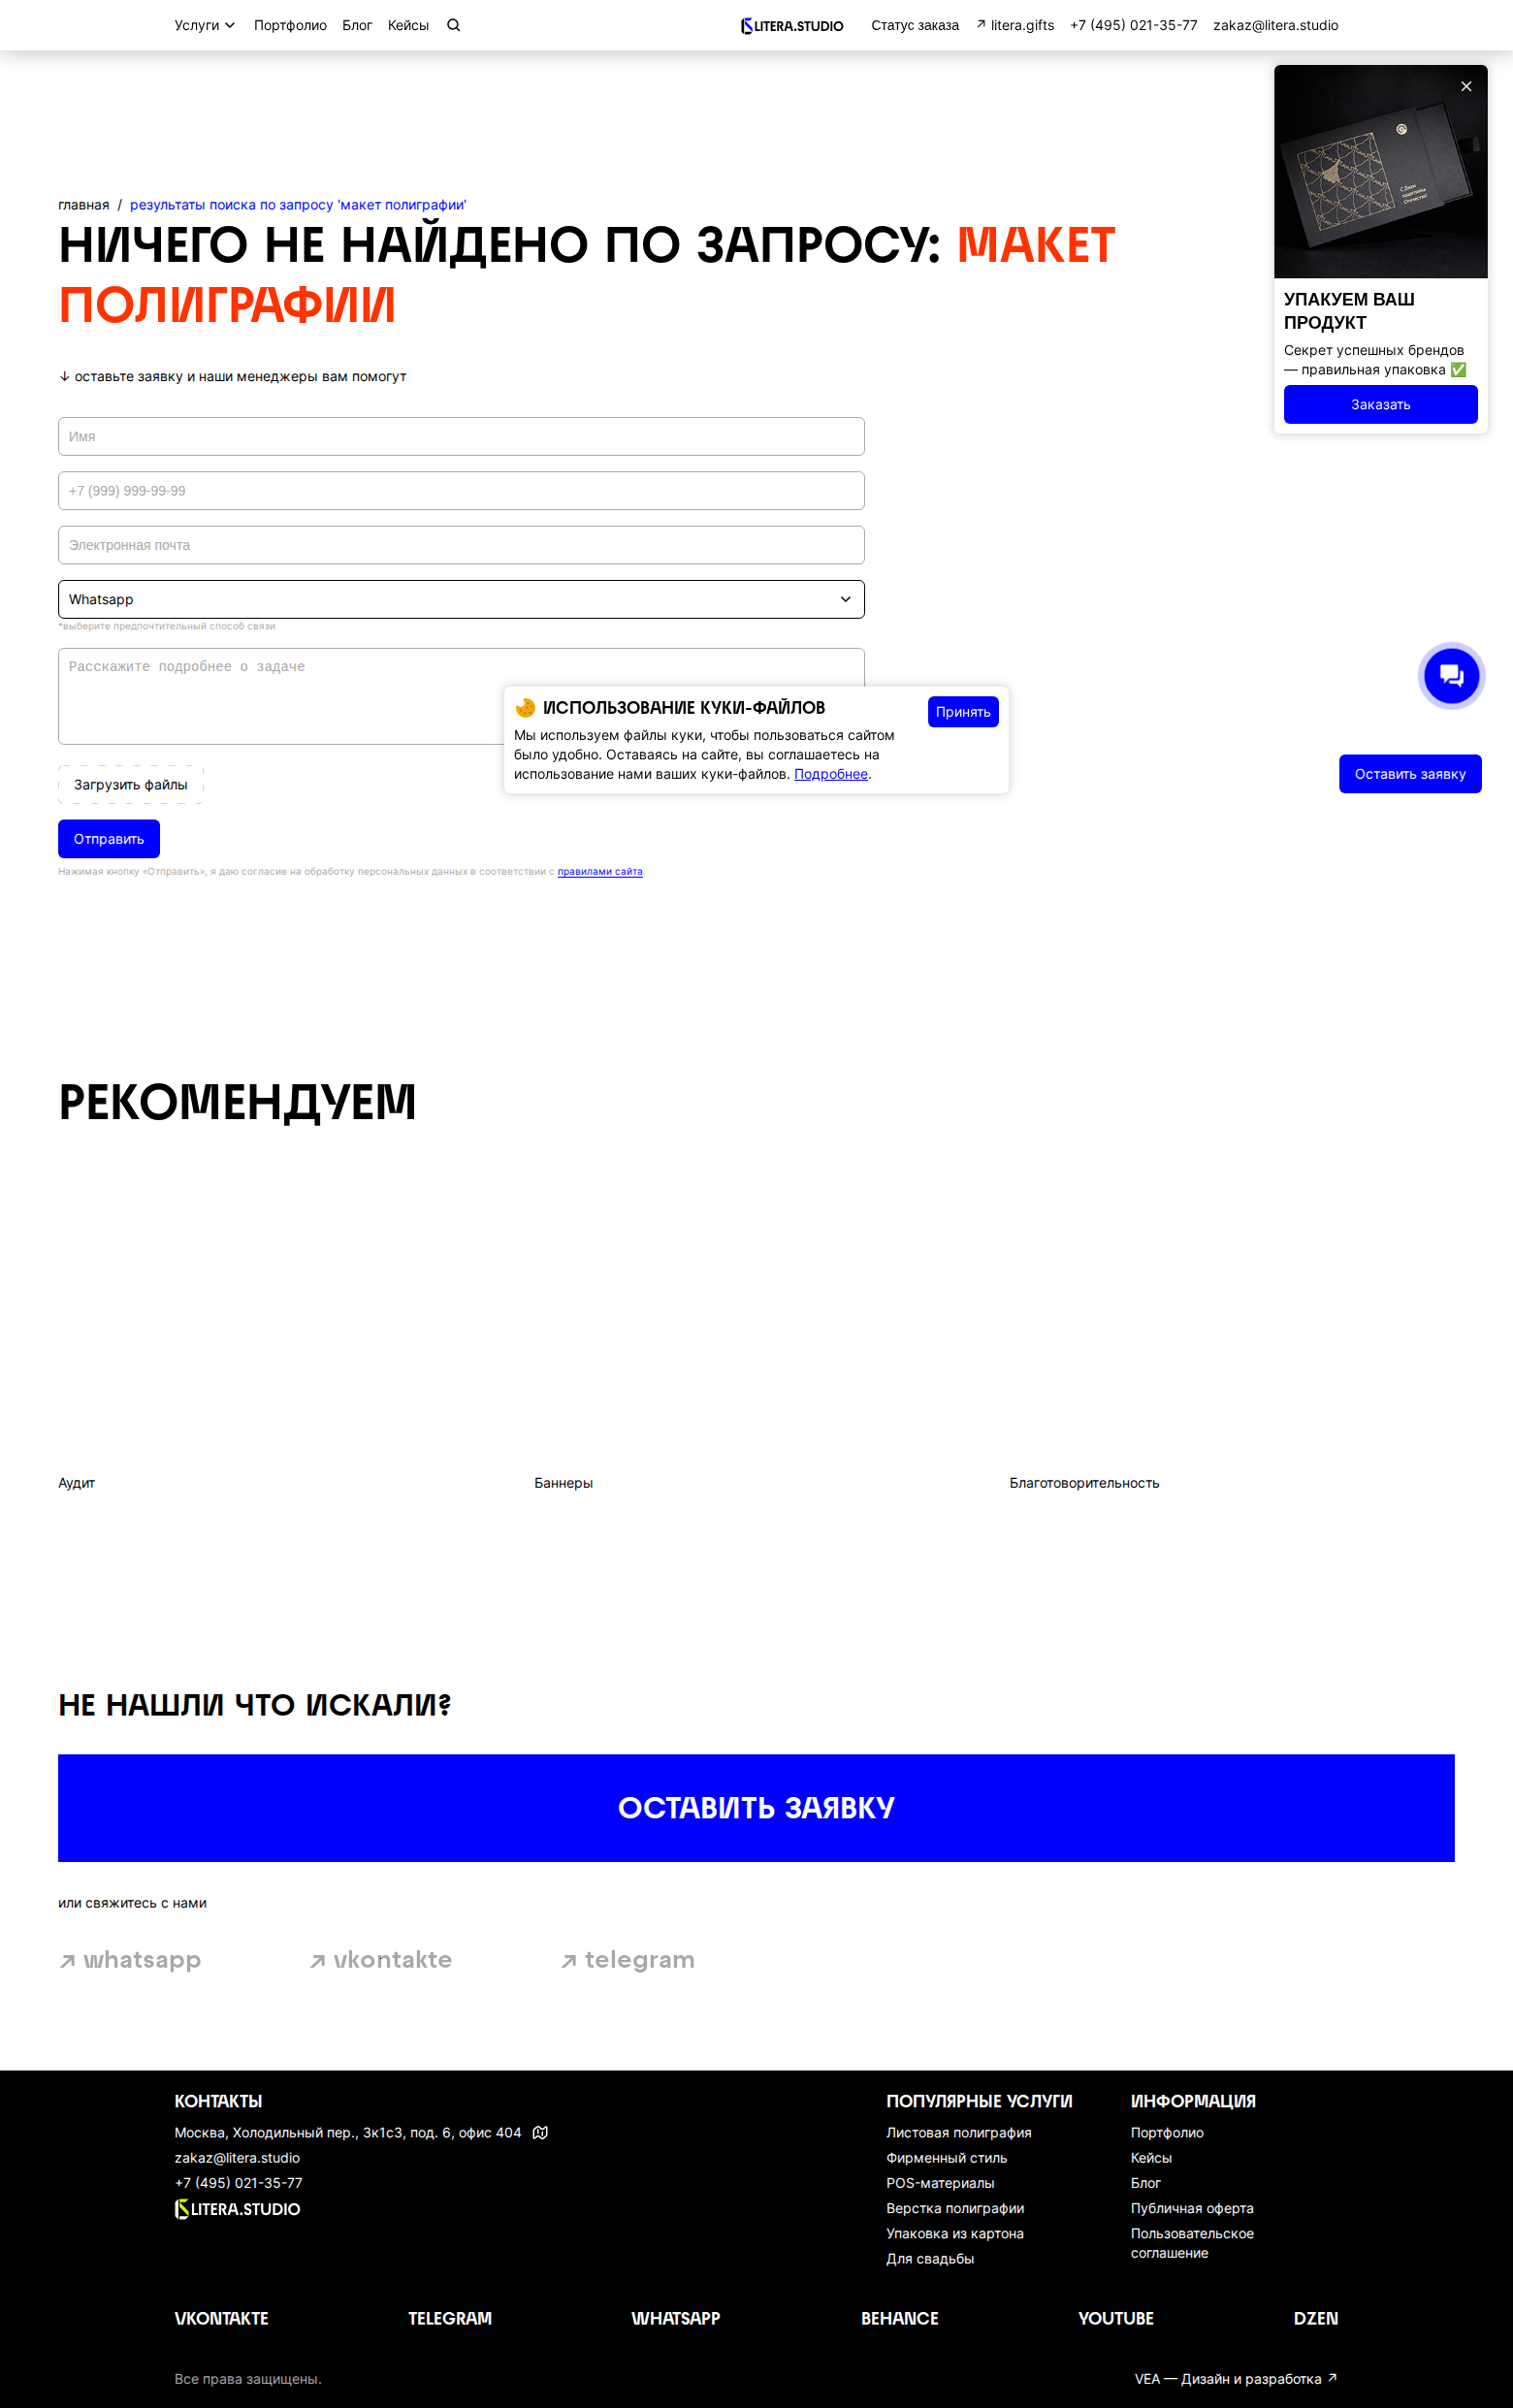 Услуги
Портфолио
Блог
Кейсы
LITERA.STUDIO
Статус заказа
↗ litera.gifts
+7 (495) 021-35-77
zakaz@litera.studio
С Днем
защитника
Отечества!
УПАКУЕМ ВАШ
ПРОДУКТ
Секрет успешных брендов
— правильная упаковка ✅
Заказать
главная / результаты поиска по запросу 'макет полиграфии'
НИЧЕГО НЕ НАЙДЕНО ПО ЗАПРОСУ: МАКЕТ
ПОЛИГРАФИИ
↓ оставьте заявку и наши менеджеры вам помогут
Имя
+7 (999) 999-99-99
Электронная почта
Whatsapp
*выберите предпочтительный способ связи
Расскажите подробнее о задаче
🍪 ИСПОЛЬЗОВАНИЕ КУКИ-ФАЙЛОВ
Принять
Мы используем файлы куки, чтобы пользоваться сайтом
было удобно. Оставаясь на сайте, вы соглашаетесь на
использование нами ваших куки-файлов. Подробнее.
Загрузить файлы
Оставить заявку
Отправить
Нажимая кнопку «Отправить», я даю согласие на обработку персональных данных в соответствии с правилами сайта.
РЕКОМЕНДУЕМ
Аудит
Баннеры
Благотоворительность
НЕ НАШЛИ ЧТО ИСКАЛИ?
ОСТАВИТЬ ЗАЯВКУ
или свяжитесь с нами
↗ whatsapp
↗ vkontakte
↗ telegram
КОНТАКТЫ
Москва, Холодильный пер., 3к1с3, под. 6, офис 404
zakaz@litera.studio
+7 (495) 021-35-77
LITERA.STUDIO
ПОПУЛЯРНЫЕ УСЛУГИ
Листовая полиграфия
Фирменный стиль
POS-материалы
Верстка полиграфии
Упаковка из картона
Для свадьбы
ИНФОРМАЦИЯ
Портфолио
Кейсы
Блог
Публичная оферта
Пользовательское
соглашение
VKONTAKTE
TELEGRAM
WHATSAPP
BEHANCE
YOUTUBE
DZEN
Все права защищены.
VEA — Дизайн и разработка ↗